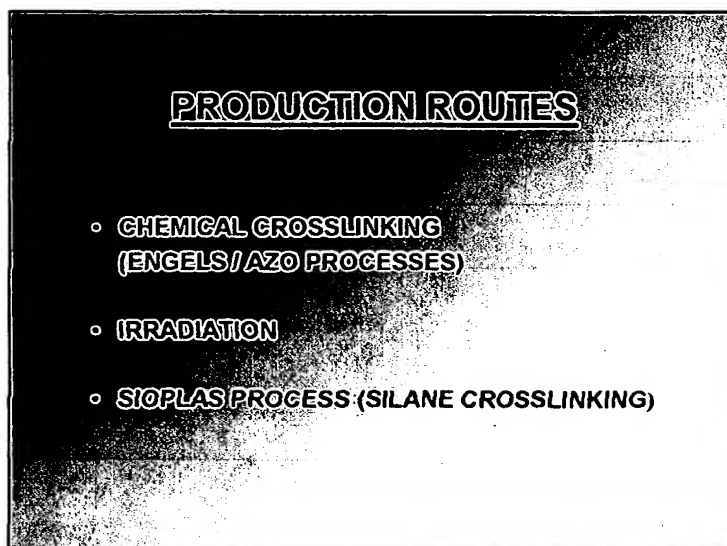 PRODUCTION ROUTES
• CHEMICAL CROSSLINKING
(ENGELS / AZO PROCESSES)
• IRRADIATION
• SIOPLAS PROCESS (SILANE CROSSLINKING)